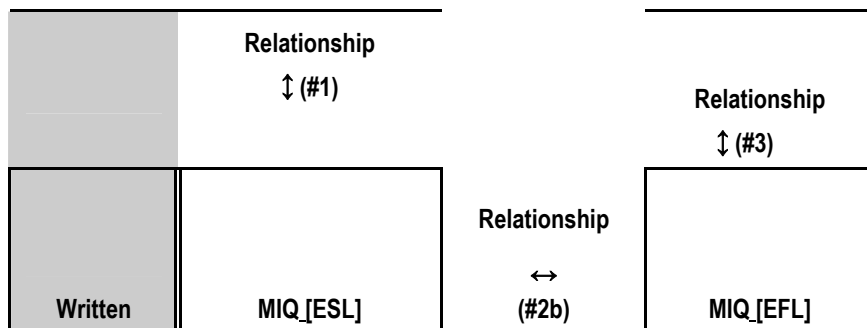 Relationship
↕ (#1)
Relationship
↕ (#3)
Relationship
↔
(#2b)
Written
MIQ_[ESL]
MIQ_[EFL]